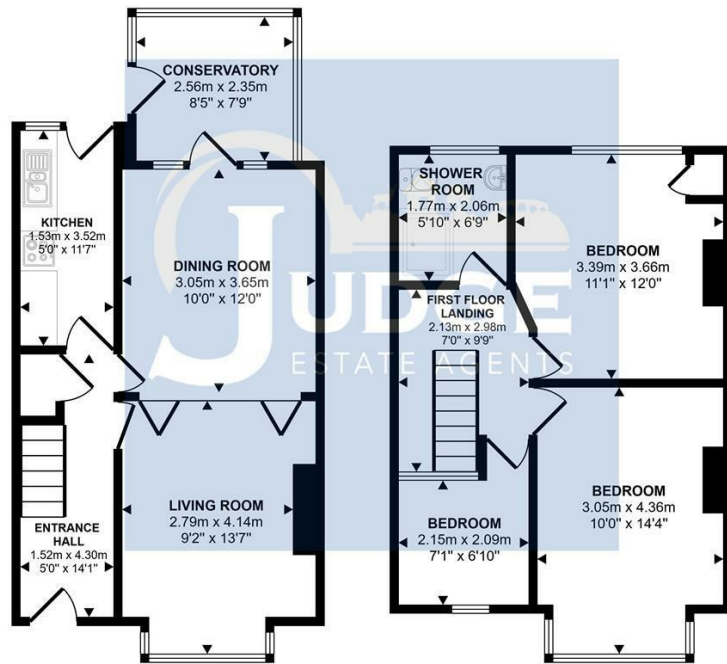 CONSERVATORY
2.56m x 2.35m
8'5" x 7'9"
KITCHEN
1.53m x 3.52m
5'0" x 11'7"
DINING ROOM
3.05m x 3.65m
10'0" x 12'0"
LIVING ROOM
2.79m x 4.14m
9'2" x 13'7"
ENTRANCE
HALL
1.52m x 4.30m
5'0" x 14'1"
SHOWER
ROOM
1.77m x 2.06m
5'10" x 6'9"
BEDROOM
3.39m x 3.66m
11'1" x 12'0"
FIRST FLOOR
LANDING
2.13m x 2.98m
7'0" x 9'9"
BEDROOM
3.05m x 4.36m
10'0" x 14'4"
BEDROOM
2.15m x 2.09m
7'1" x 6'10"
JUDGE
ESTATE AGENTS